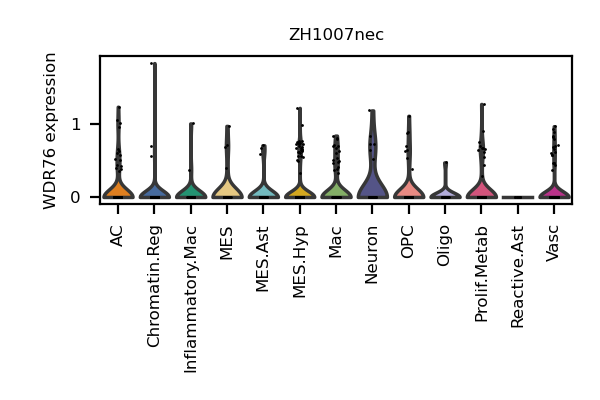 ZH1007nec
WDR76 expression
1
0
AC
Chromatin.Reg
Inflammatory.Mac
MES
MES.Ast
MES.Hyp
Mac
Neuron
OPC
Oligo
Prolif.Metab
Reactive.Ast
Vasc